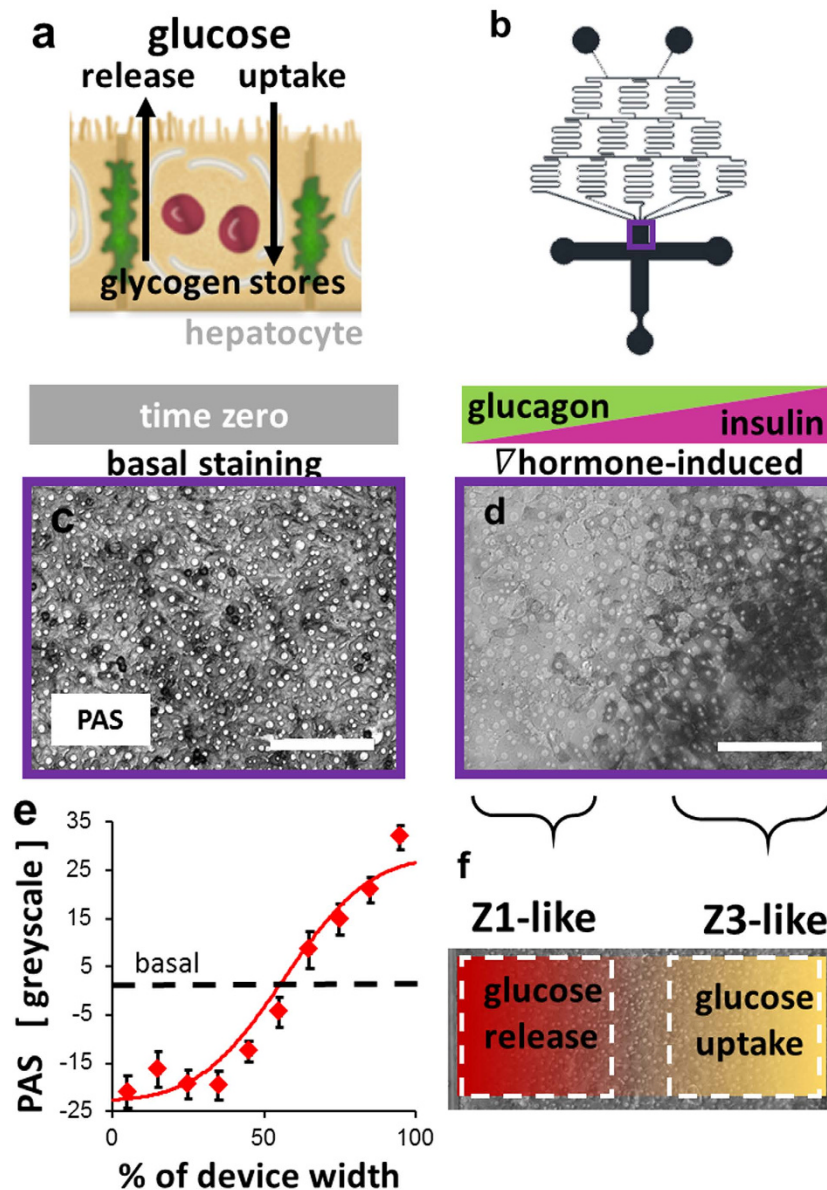 a
glucose
release uptake
glycogen stores
hepatocyte
b
time zero
basal staining
c
PAS
glucagon
insulin
∇hormone-induced
d
e
PAS [ greyscale ]
35
25
15
5
-5
-15
-25
basal
0 50 100
% of device width
f
Z1-like Z3-like
glucose
release
glucose
uptake